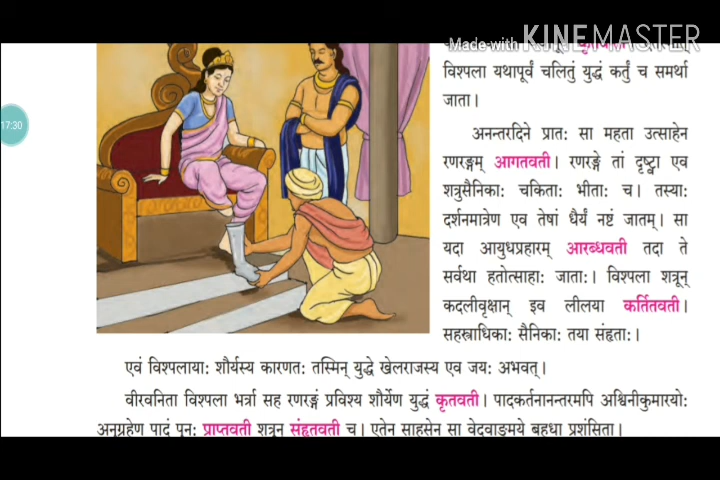 Made with KINEMASTER
17:30
विश्पला यथापूर्वं चलितुं युद्धं कर्तुं च समर्था
जाता।
अनन्तरदिने प्रातः सा महता उत्साहेन
रणरङ्गम् आगतवती। रणरङ्गे तां दृष्ट्वा एव
शत्रुसैनिकाः चकिताः भीताः च। तस्याः
दर्शनमात्रेण एव तेषां धैर्यं नष्टं जातम्। सा
यदा आयुधप्रहारम् आरब्धवती तदा ते
सर्वथा हतोत्साहाः जाताः। विश्पला शत्रून्
कदलीवृक्षान् इव लीलया कर्तितवती।
सहस्राधिकाः सैनिकाः तया संहृताः।
एवं विश्पलायाः शौर्यस्य कारणतः तस्मिन् युद्धे खेलराजस्य एव जयः अभवत्।
वीरवनिता विश्पला भर्त्रा सह रणरङ्गं प्रविश्य शौर्येण युद्धं कृतवती। पादकर्तनानन्तरमपि अश्विनीकुमारयोः
अनुग्रहेण पादं पुनः प्राप्तवती शत्रून् संहृतवती च। एतेन साहसेन सा वेदवाङ्मये बहुधा प्रशंसिता।